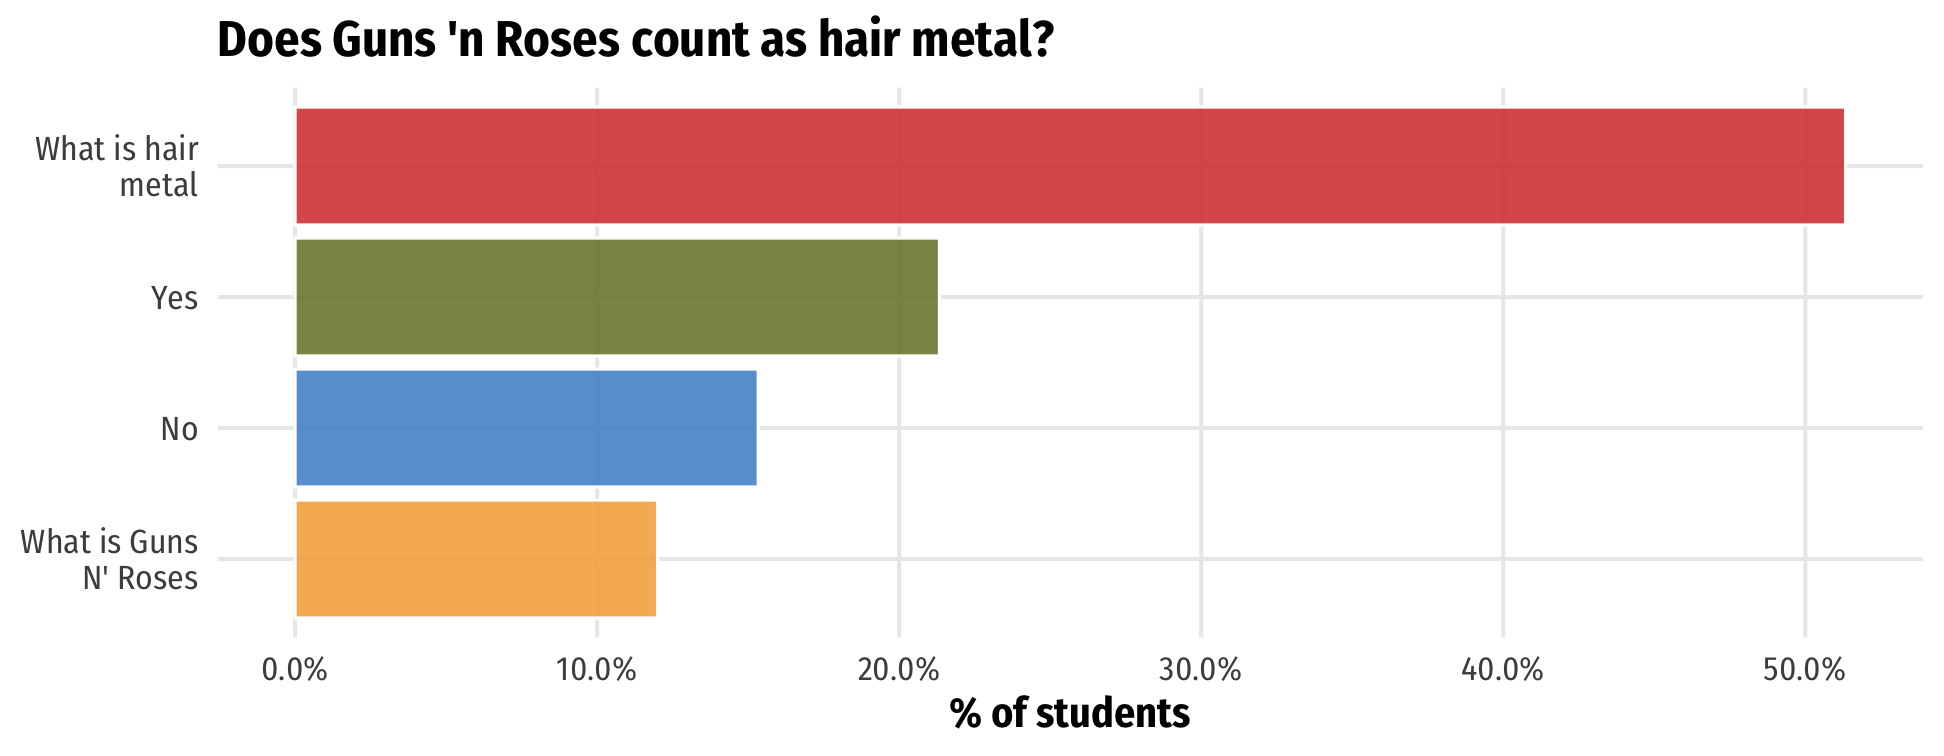 Does Guns 'n Roses count as hair metal?
What is hair
metal
Yes
No
What is Guns
N' Roses
0.0% 10.0% 20.0% 30.0% 40.0% 50.0%
% of students